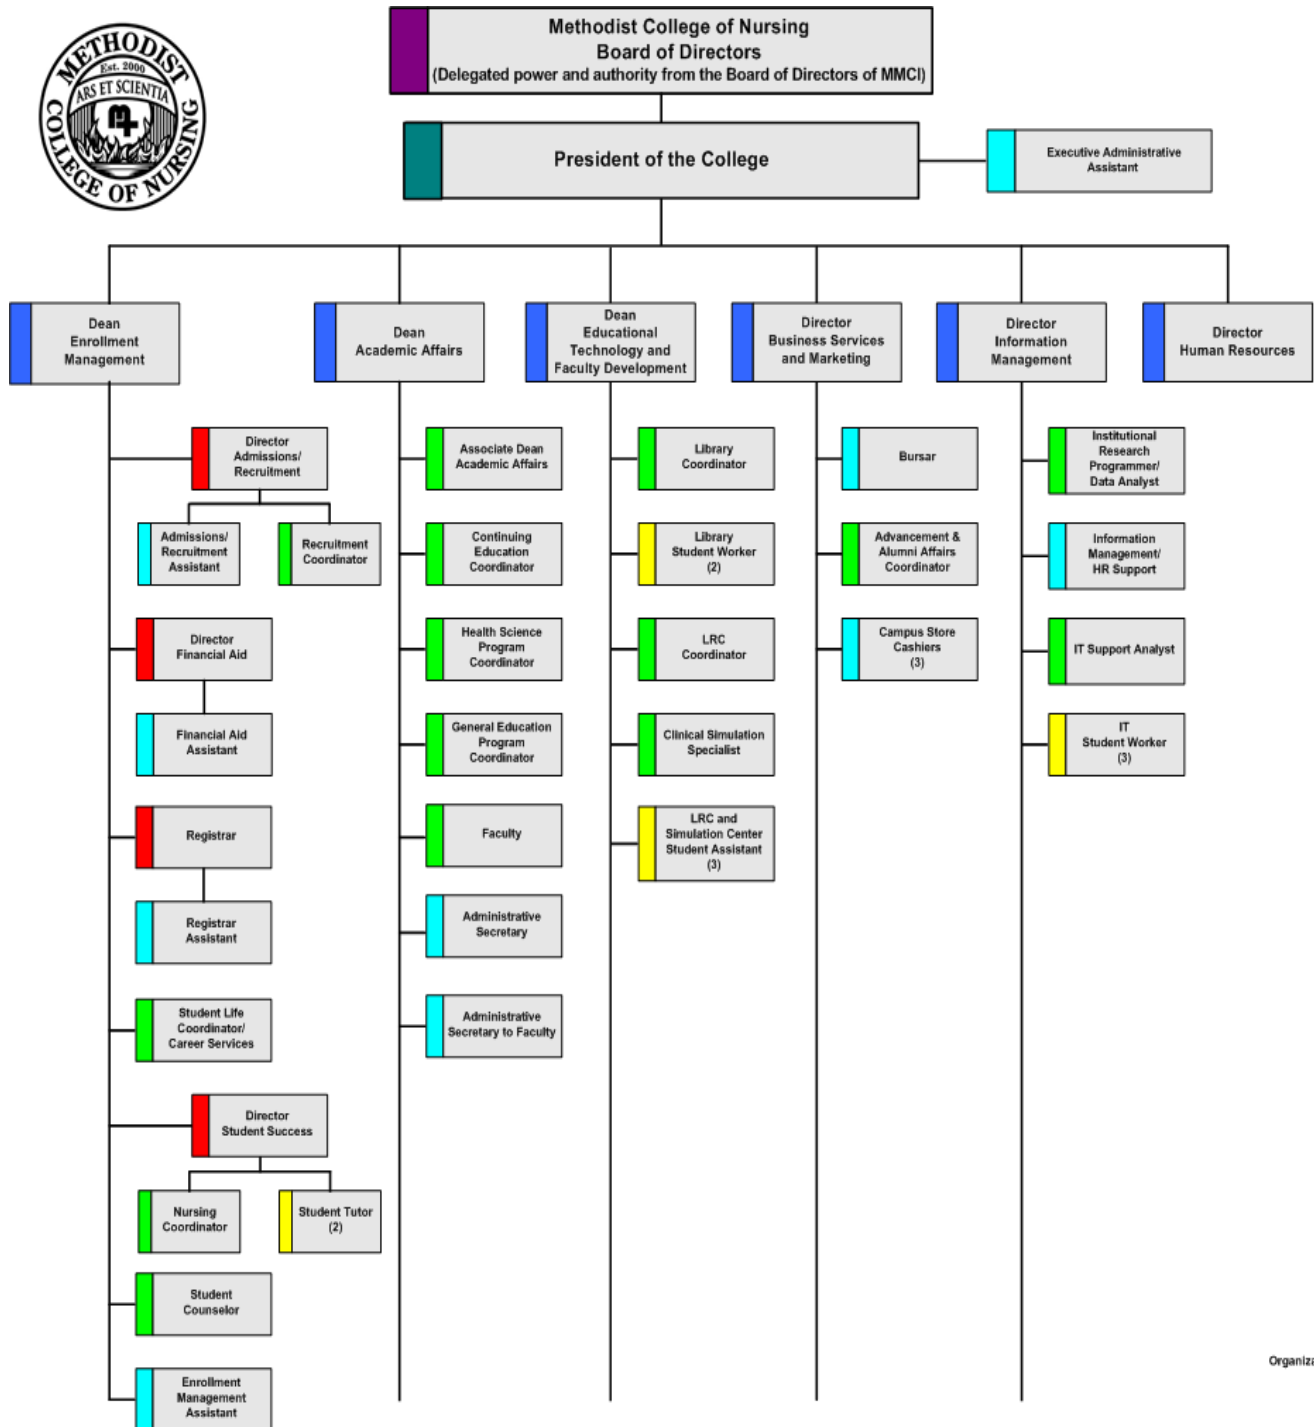 METHODIST
COLLEGE OF NURSING
Est. 2000
ARS ET SCIENTIA
Methodist College of Nursing
Board of Directors
(Delegated power and authority from the Board of Directors of MMCI)
President of the College
Executive Administrative
Assistant
Dean
Enrollment
Management
Dean
Academic Affairs
Dean
Educational
Technology and
Faculty Development
Director
Business Services
and Marketing
Director
Information
Management
Director
Human Resources
Director
Admissions/
Recruitment
Admissions/
Recruitment
Assistant
Recruitment
Coordinator
Director
Financial Aid
Financial Aid
Assistant
Registrar
Registrar
Assistant
Student Life
Coordinator/
Career Services
Director
Student Success
Nursing
Coordinator
Student Tutor
(2)
Student
Counselor
Enrollment
Management
Assistant
Associate Dean
Academic Affairs
Continuing
Education
Coordinator
Health Science
Program
Coordinator
General Education
Program
Coordinator
Faculty
Administrative
Secretary
Administrative
Secretary to Faculty
Library
Coordinator
Library
Student Worker
(2)
LRC
Coordinator
Clinical Simulation
Specialist
LRC and
Simulation Center
Student Assistant
(3)
Bursar
Advancement &
Alumni Affairs
Coordinator
Campus Store
Cashiers
(3)
Institutional
Research
Programmer/
Data Analyst
Information
Management/
HR Support
IT Support Analyst
IT
Student Worker
(3)
Organiza